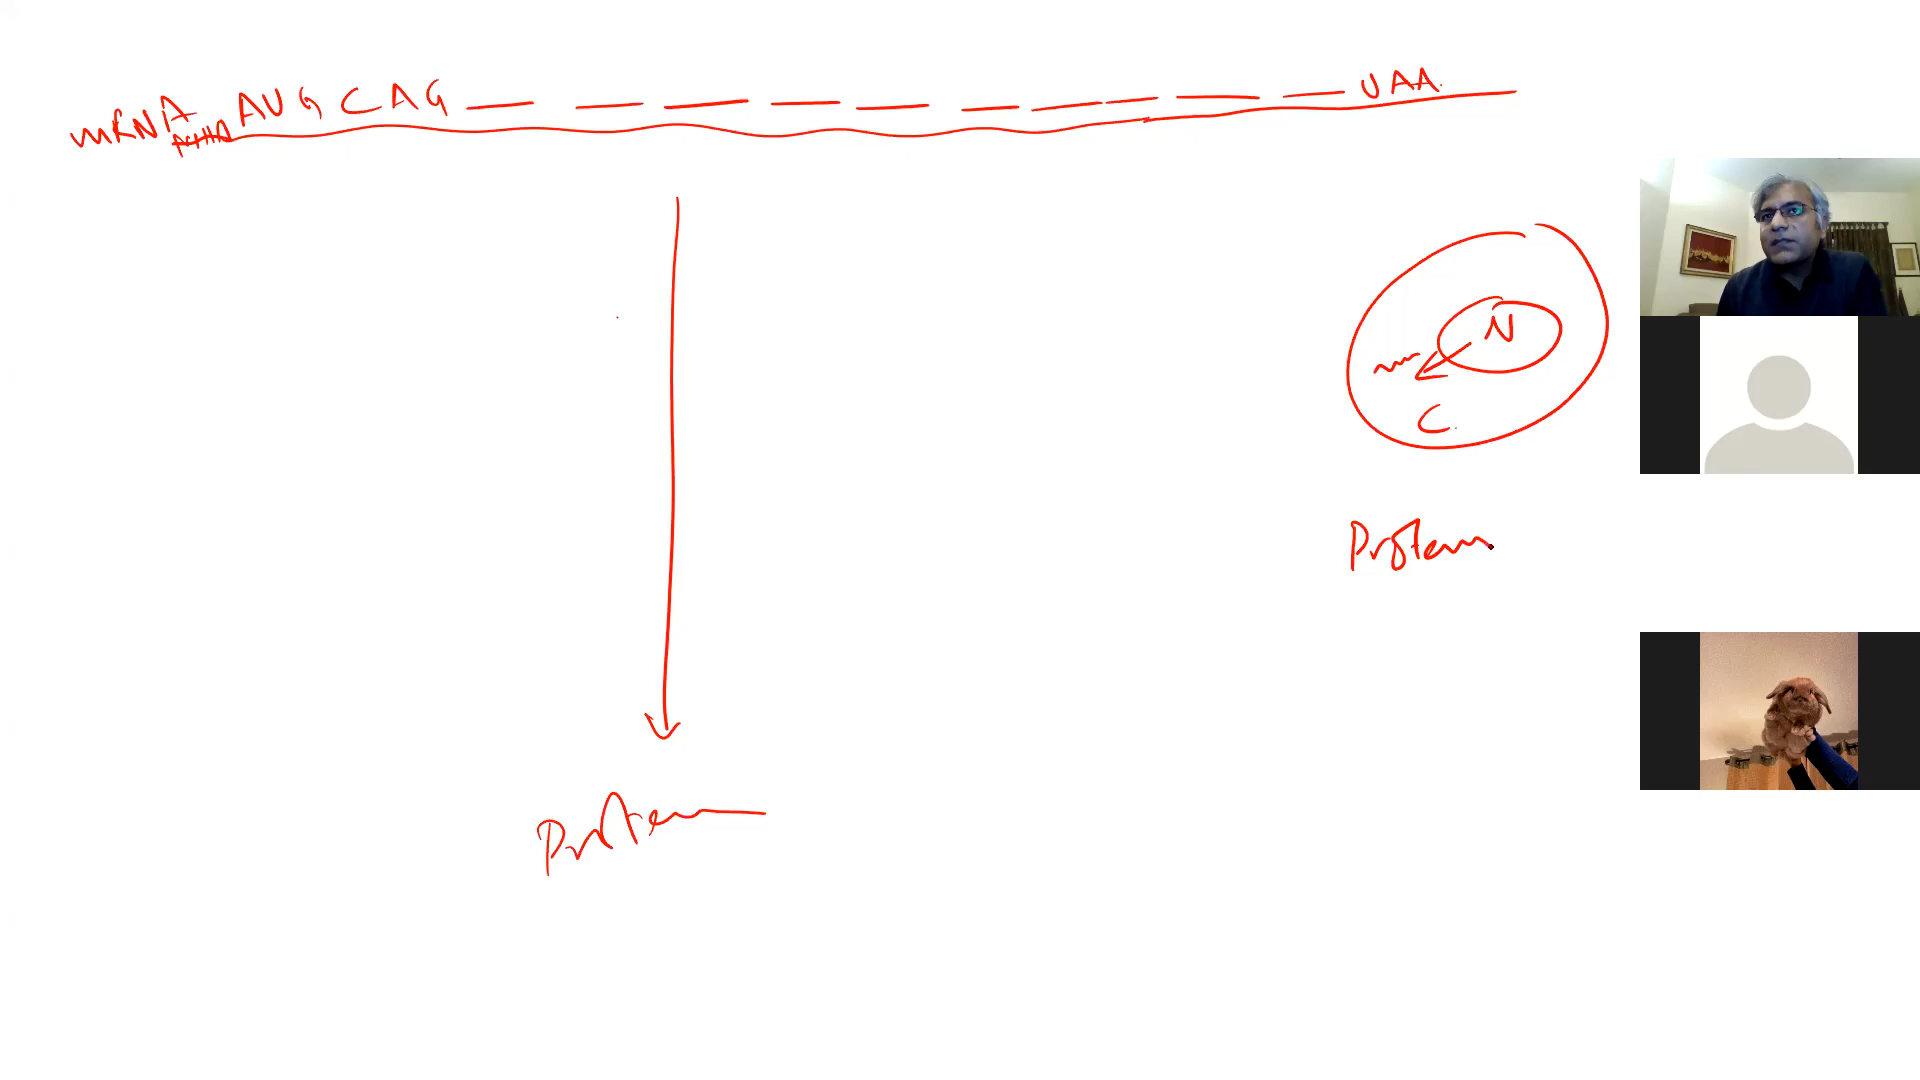 mRNA AUG CAG — — — — — — — — — — UAA
N
C
Protein
Protein